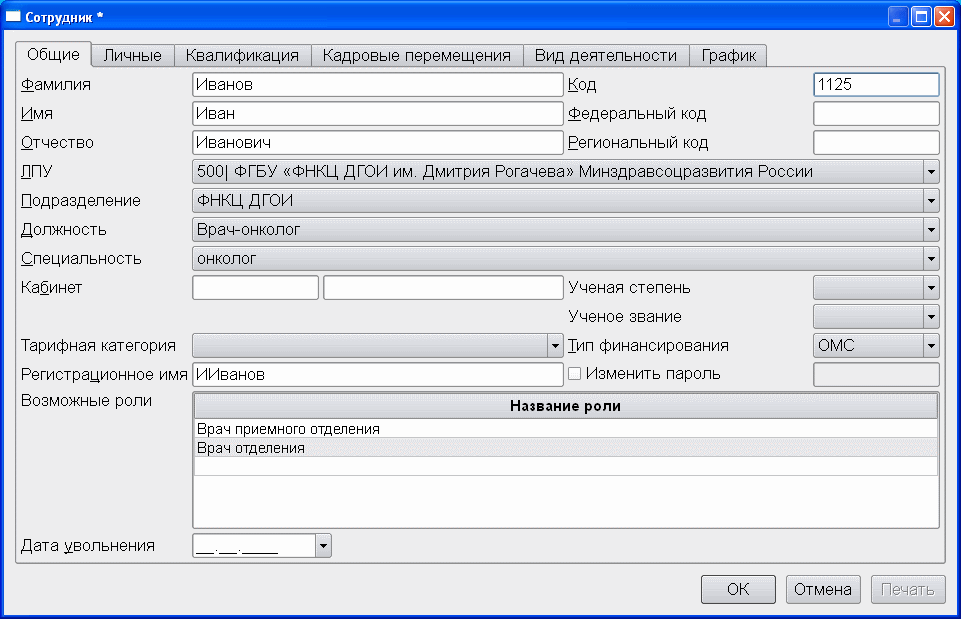 Сотрудник *
Общие Личные Квалификация Кадровые перемещения Вид деятельности График
Фамилия Иванов Код 1125
Имя Иван Федеральный код
Отчество Иванович Региональный код
ЛПУ 500| ФГБУ «ФНКЦ ДГОИ им. Дмитрия Рогачева» Минздравсоцразвития России
Подразделение ФНКЦ ДГОИ
Должность Врач-онколог
Специальность онколог
Кабинет Ученая степень
Ученое звание
Тарифная категория Тип финансирования ОМС
Регистрационное имя ИИванов Изменить пароль
Возможные роли Название роли
Врач приемного отделения
Врач отделения
Дата увольнения __.__.____
ОК Отмена Печать